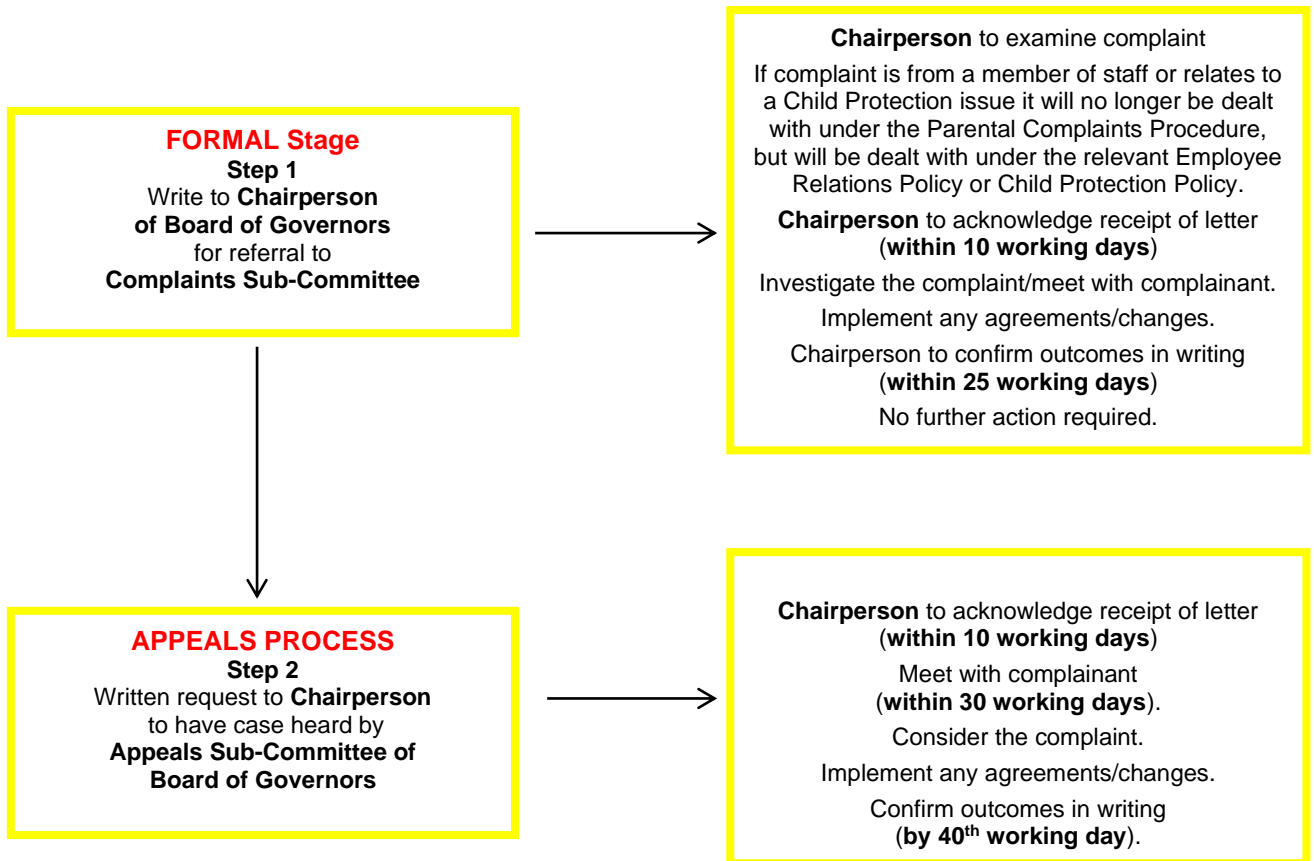 FORMAL Stage
Step 1
Write to Chairperson
of Board of Governors
for referral to
Complaints Sub-Committee
Chairperson to examine complaint
If complaint is from a member of staff or relates to
a Child Protection issue it will no longer be dealt
with under the Parental Complaints Procedure,
but will be dealt with under the relevant Employee
Relations Policy or Child Protection Policy.
Chairperson to acknowledge receipt of letter
(within 10 working days)
Investigate the complaint/meet with complainant.
Implement any agreements/changes.
Chairperson to confirm outcomes in writing
(within 25 working days)
No further action required.
APPEALS PROCESS
Step 2
Written request to Chairperson
to have case heard by
Appeals Sub-Committee of
Board of Governors
Chairperson to acknowledge receipt of letter
(within 10 working days)
Meet with complainant
(within 30 working days).
Consider the complaint.
Implement any agreements/changes.
Confirm outcomes in writing
(by 40th working day).